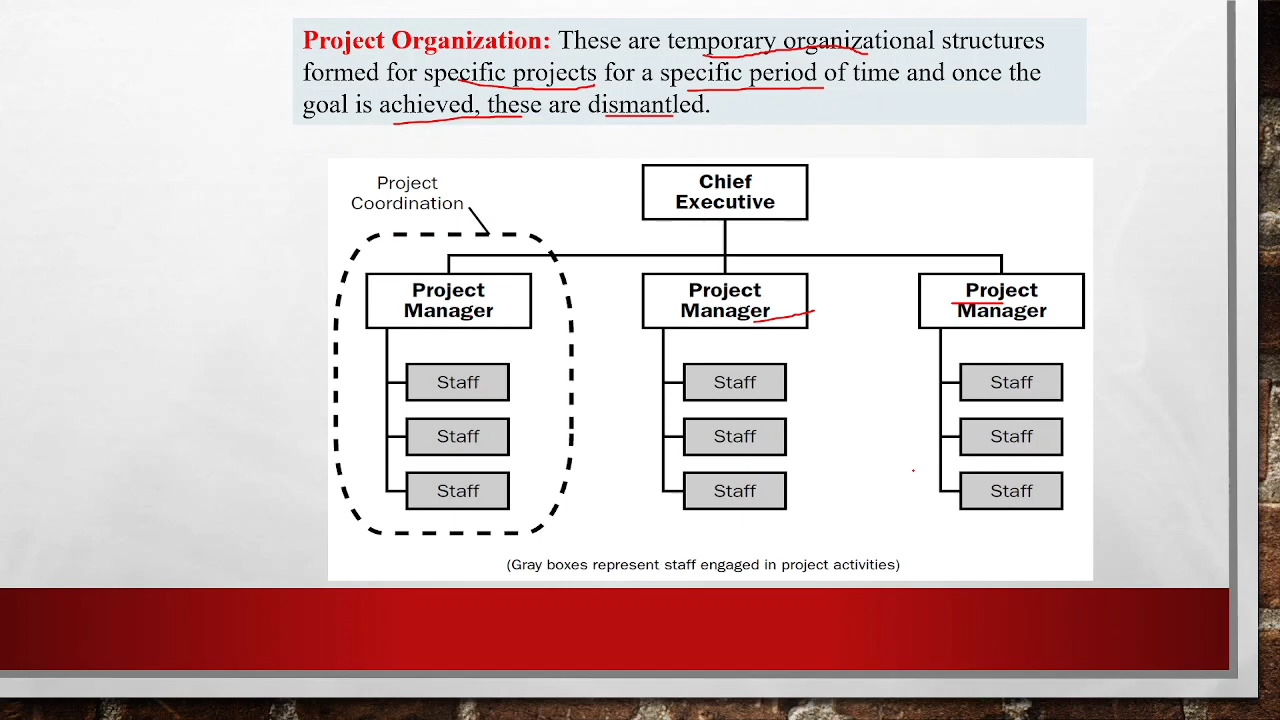 Project Organization: These are temporary organizational structures
formed for specific projects for a specific period of time and once the
goal is achieved, these are dismantled.
Project
Coordination
Chief
Executive
Project
Manager
Project
Manager
Project
Manager
Staff
Staff
Staff
Staff
Staff
Staff
Staff
Staff
Staff
(Gray boxes represent staff engaged in project activities)